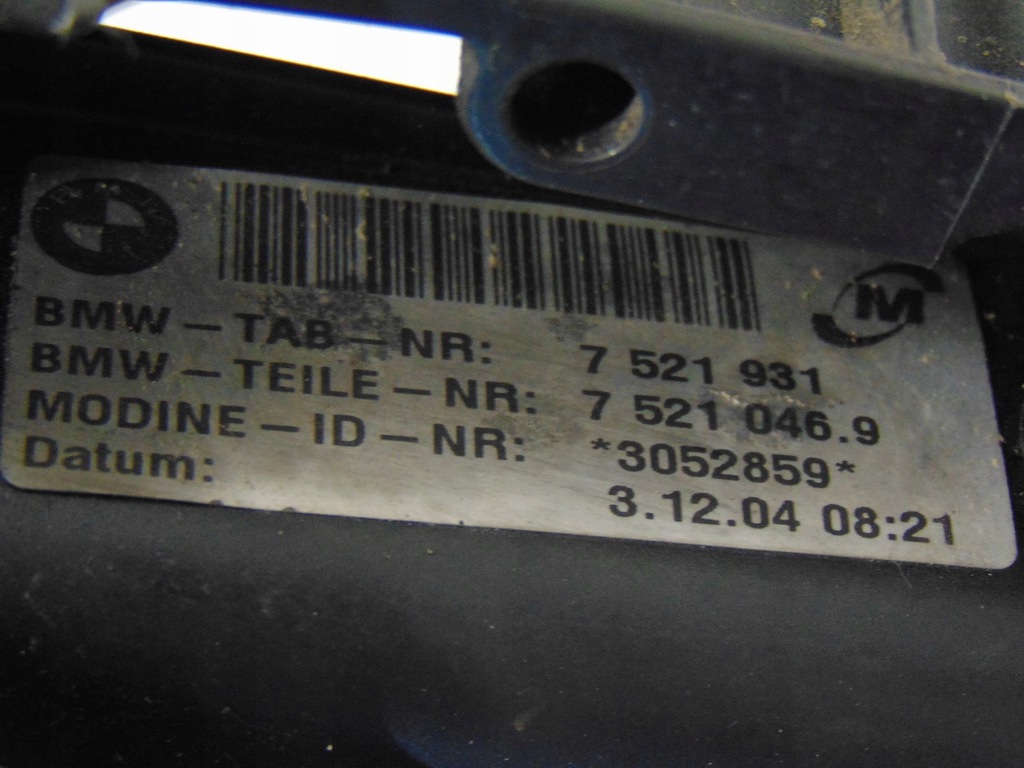 BMW-TAB-NR: 7 521 931
BMW-TEILE-NR: 7 521 046.9
MODINE-ID-NR: *3052859*
Datum: 3.12.04 08:21
M